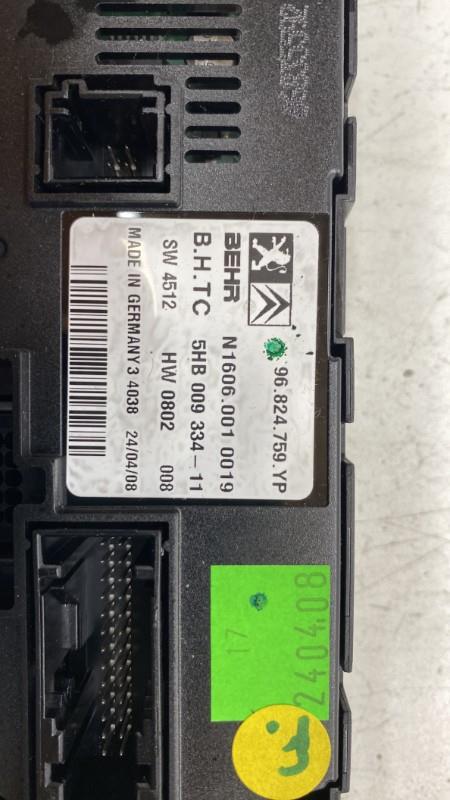 96.824.759.YP
BEHR N1606.001 0019
B.H.TC 5HB 009 334-11
SW 4512 HW 0802 008
MADE IN GERMANY 3 4038 24/04/08
240408
17